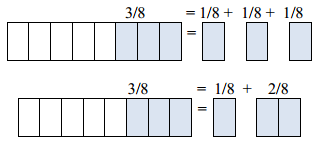 3/8 = 1/8 + 1/8 + 1/8
=
3/8 = 1/8 + 2/8
=